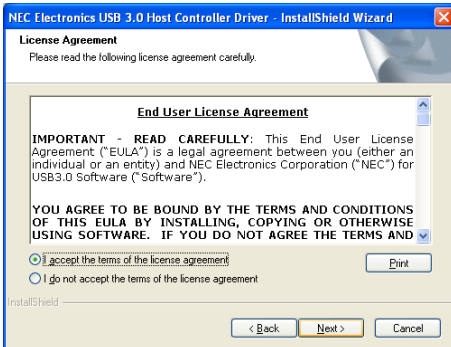 NEC Electronics USB 3.0 Host Controller Driver - InstallShield Wizard
License Agreement
Please read the following license agreement carefully.
End User License Agreement
IMPORTANT - READ CAREFULLY: This End User License
Agreement ("EULA") is a legal agreement between you (either an
individual or an entity) and NEC Electronics Corporation ("NEC") for
USB3.0 Software ("Software").
YOU AGREE TO BE BOUND BY THE TERMS AND CONDITIONS
OF THIS EULA BY INSTALLING, COPYING OR OTHERWISE
USING SOFTWARE. IF YOU DO NOT AGREE THE TERMS AND
I accept the terms of the license agreement
Print
I do not accept the terms of the license agreement
InstallShield
< Back Next > Cancel